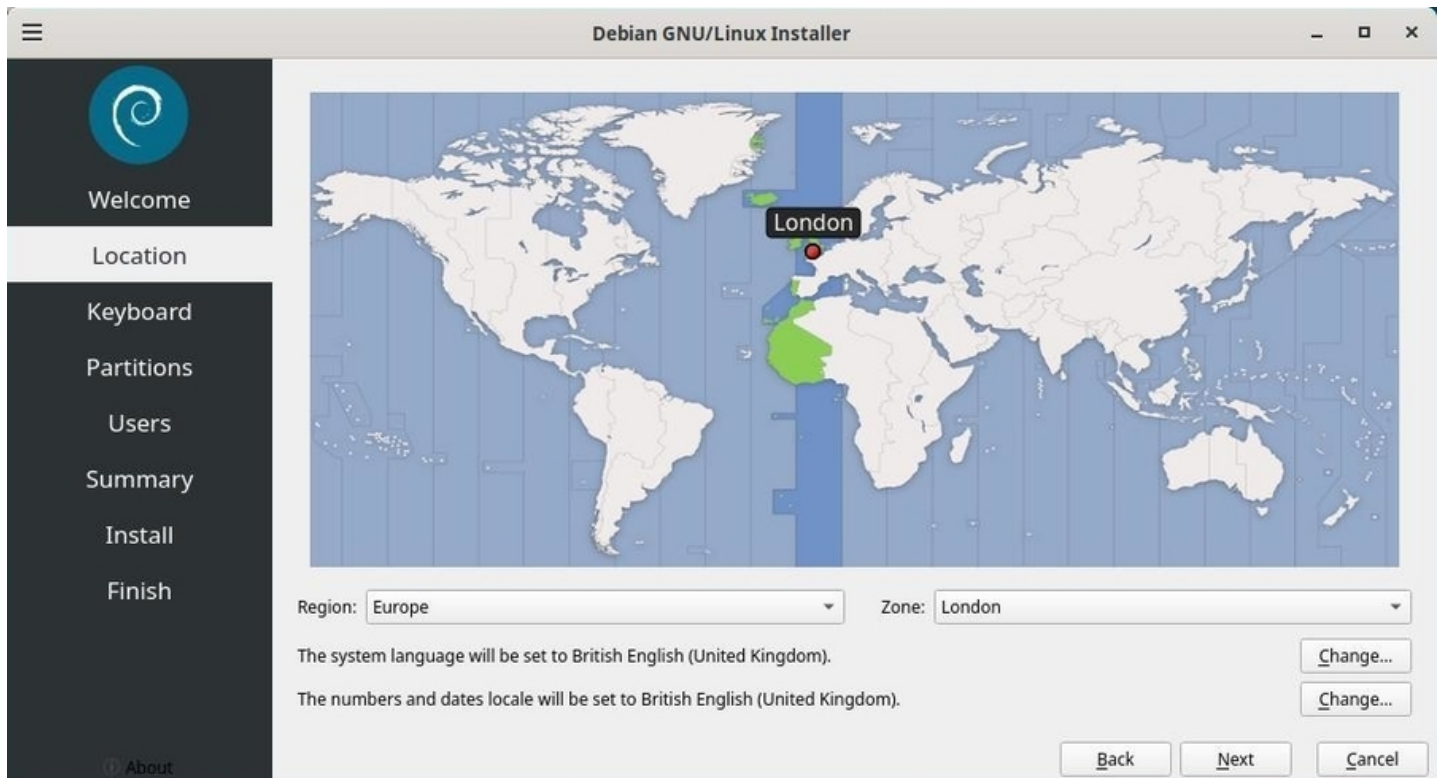 Debian GNU/Linux Installer
Welcome
Location
Keyboard
Partitions
Users
Summary
Install
Finish
About
London
Region: Europe Zone: London
The system language will be set to British English (United Kingdom). Change...
The numbers and dates locale will be set to British English (United Kingdom). Change...
Back Next Cancel